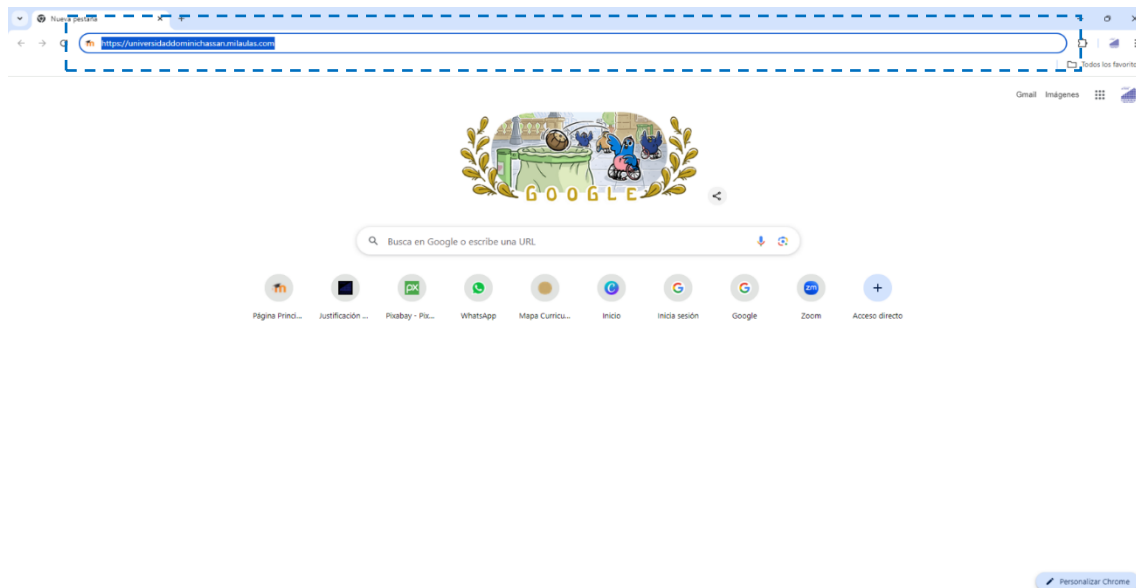 Nueva pestaña
https://universidaddominichassan.milaulas.com
Todos los favorito
Gmail Imágenes
GOOGLE
Busca en Google o escribe una URL
Página Princi... Justificación ... Pixabay - Pix... WhatsApp Mapa Curricu... Inicio Inicia sesión Google Zoom Acceso directo
Personalizar Chrome